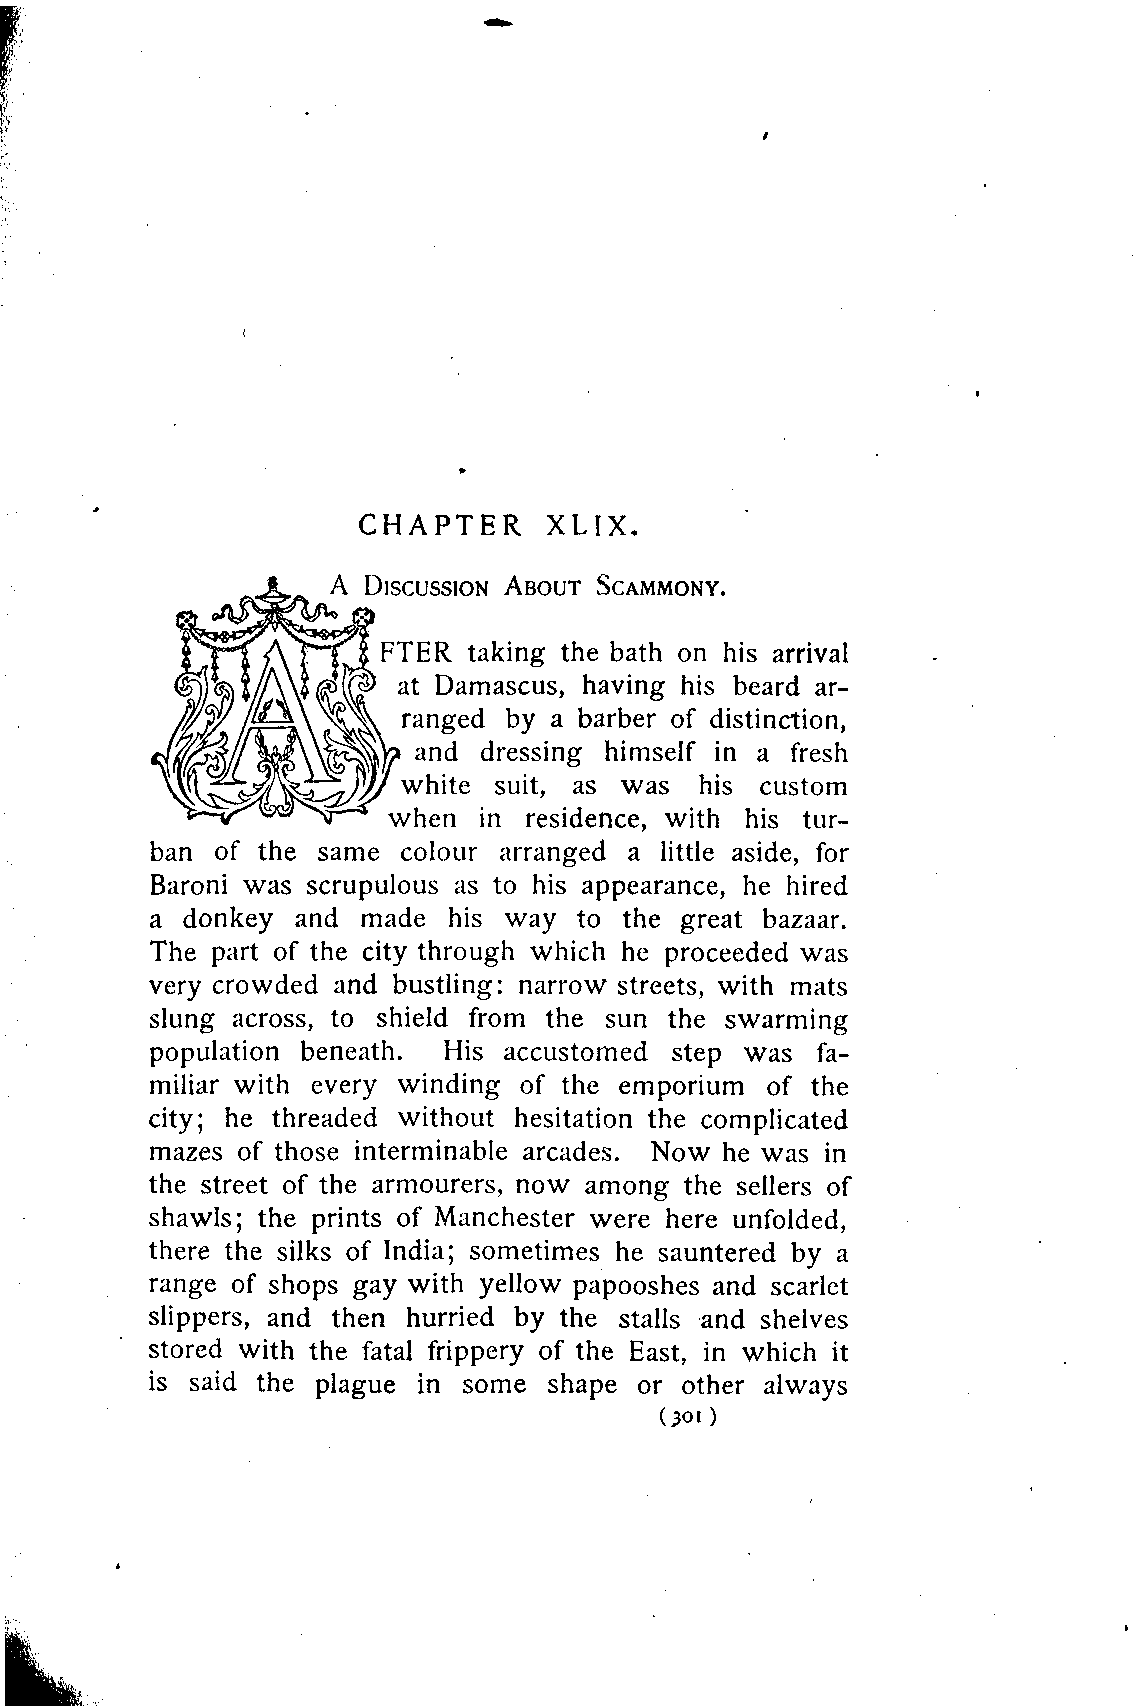 CHAPTER XLIX.
A DISCUSSION ABOUT SCAMMONY.
AFTER taking the bath on his arrival
at Damascus, having his beard ar-
ranged by a barber of distinction,
and dressing himself in a fresh
white suit, as was his custom
when in residence, with his tur-
ban of the same colour arranged a little aside, for
Baroni was scrupulous as to his appearance, he hired
a donkey and made his way to the great bazaar.
The part of the city through which he proceeded was
very crowded and bustling: narrow streets, with mats
slung across, to shield from the sun the swarming
population beneath. His accustomed step was fa-
miliar with every winding of the emporium of the
city; he threaded without hesitation the complicated
mazes of those interminable arcades. Now he was in
the street of the armourers, now among the sellers of
shawls; the prints of Manchester were here unfolded,
there the silks of India; sometimes he sauntered by a
range of shops gay with yellow papooshes and scarlet
slippers, and then hurried by the stalls and shelves
stored with the fatal frippery of the East, in which it
is said the plague in some shape or other always
(301)